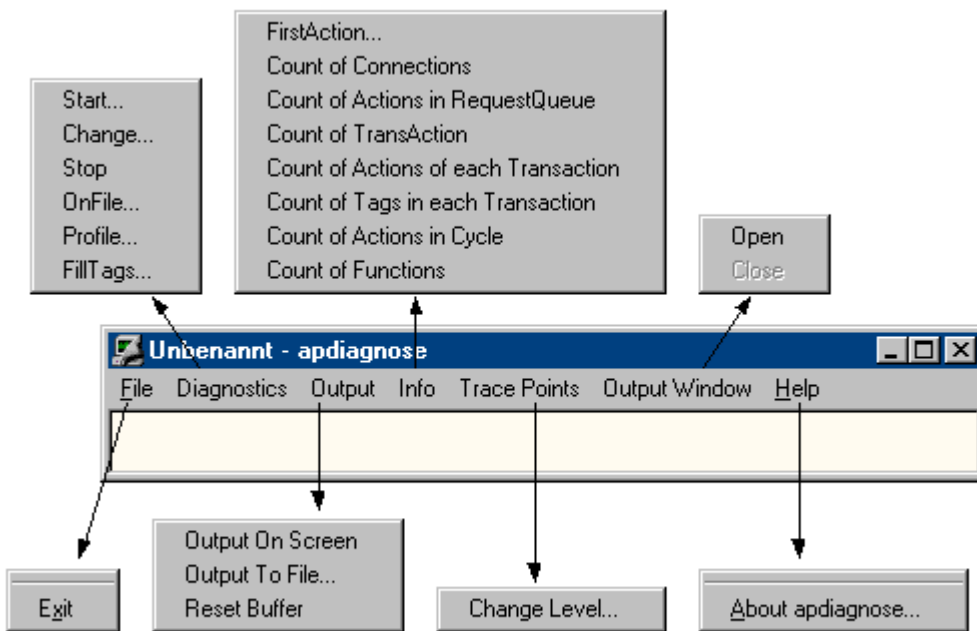 FirstAction...
Count of Connections
Count of Actions in RequestQueue
Count of TransAction
Count of Actions of each Transaction
Count of Tags in each Transaction
Count of Actions in Cycle
Count of Functions
Start...
Change...
Stop
OnFile...
Profile...
FillTags...
Open
Close
Unbenannt - apdiagnose
File Diagnostics Output Info Trace Points Output Window Help
Exit
Output On Screen
Output To File...
Reset Buffer
Change Level...
About apdiagnose...